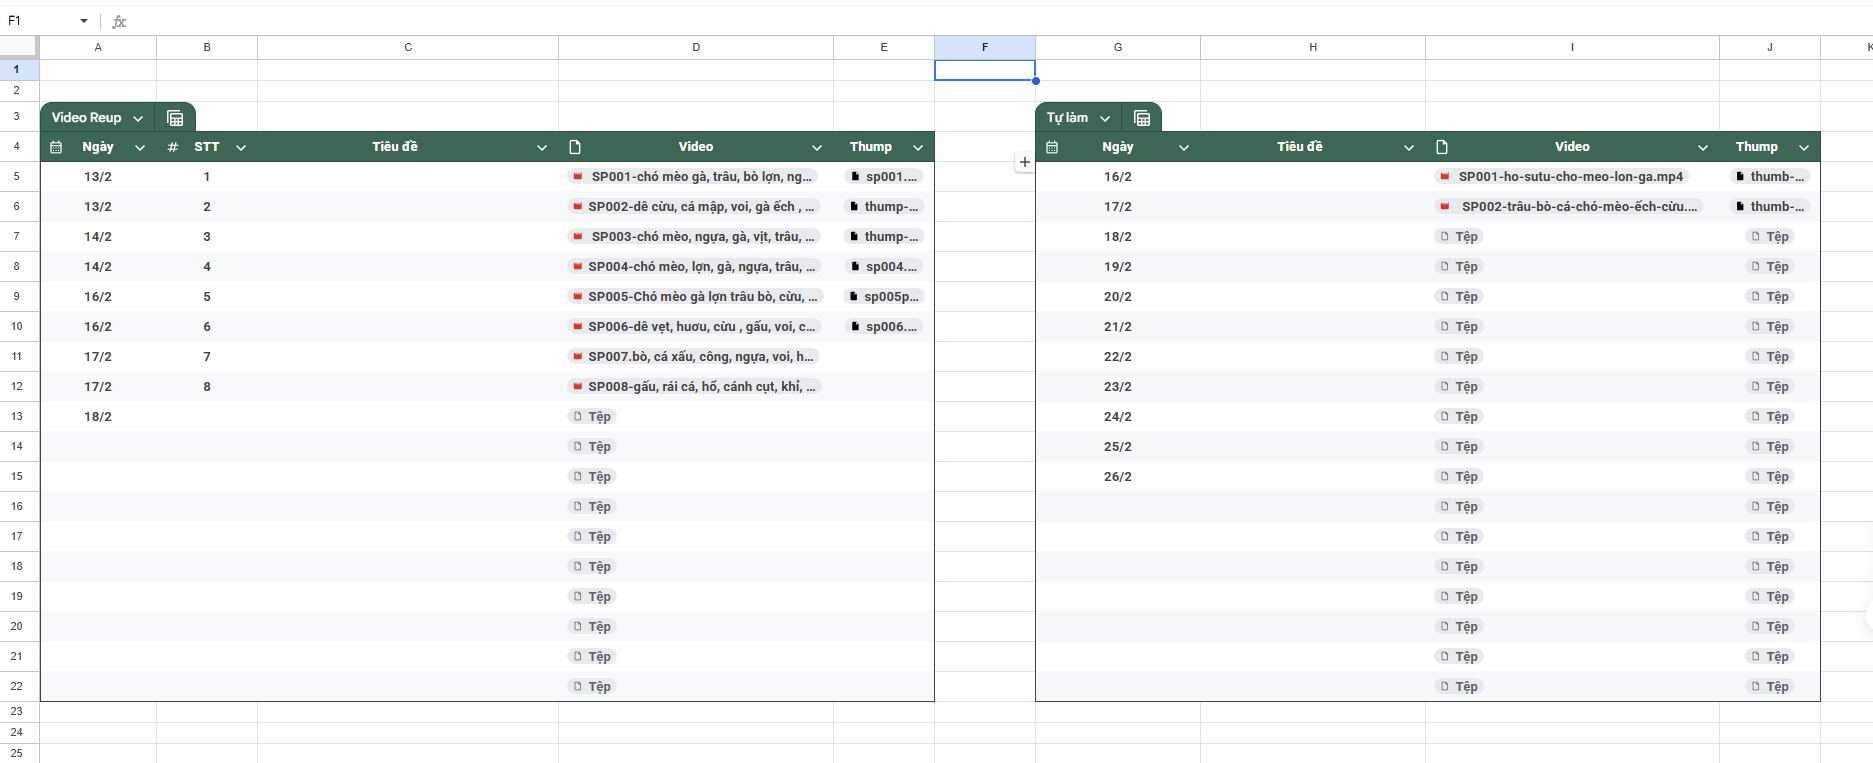 F1 fx
A B C D E F G H I J K
1
2
3 Video Reup Tự làm
4 Ngày # STT Tiêu đề Video Thump Ngày Tiêu đề Video Thump
5 13/2 1 SP001-chó mèo gà, trâu, bò lợn, ng... sp001.... 16/2 SP001-ho-sutu-cho-meo-lon-ga.mp4 thumb-...
6 13/2 2 SP002-dê cừu, cá mập, voi, gà ếch , ... thump-... 17/2 SP002-trâu-bò-cá-chó-mèo-ếch-cừu.... thumb-...
7 14/2 3 SP003-chó mèo, ngựa, gà, vịt, trâu, ... thump-... 18/2 Tệp Tệp
8 14/2 4 SP004-chó mèo, lợn, gà, ngựa, trâu, ... sp004.... 19/2 Tệp Tệp
9 16/2 5 SP005-Chó mèo gà lợn trâu bò, cừu, ... sp005p... 20/2 Tệp Tệp
10 16/2 6 SP006-dê vẹt, huơu, cừu , gấu, voi, c... sp006.... 21/2 Tệp Tệp
11 17/2 7 SP007.bò, cá xấu, công, ngựa, voi, h... 22/2 Tệp Tệp
12 17/2 8 SP008-gấu, rái cá, hổ, cánh cụt, khỉ, ... 23/2 Tệp Tệp
13 18/2 Tệp 24/2 Tệp Tệp
14 Tệp 25/2 Tệp Tệp
15 Tệp 26/2 Tệp Tệp
16 Tệp Tệp Tệp
17 Tệp Tệp Tệp
18 Tệp Tệp Tệp
19 Tệp Tệp Tệp
20 Tệp Tệp Tệp
21 Tệp Tệp Tệp
22 Tệp Tệp Tệp
23
24
25